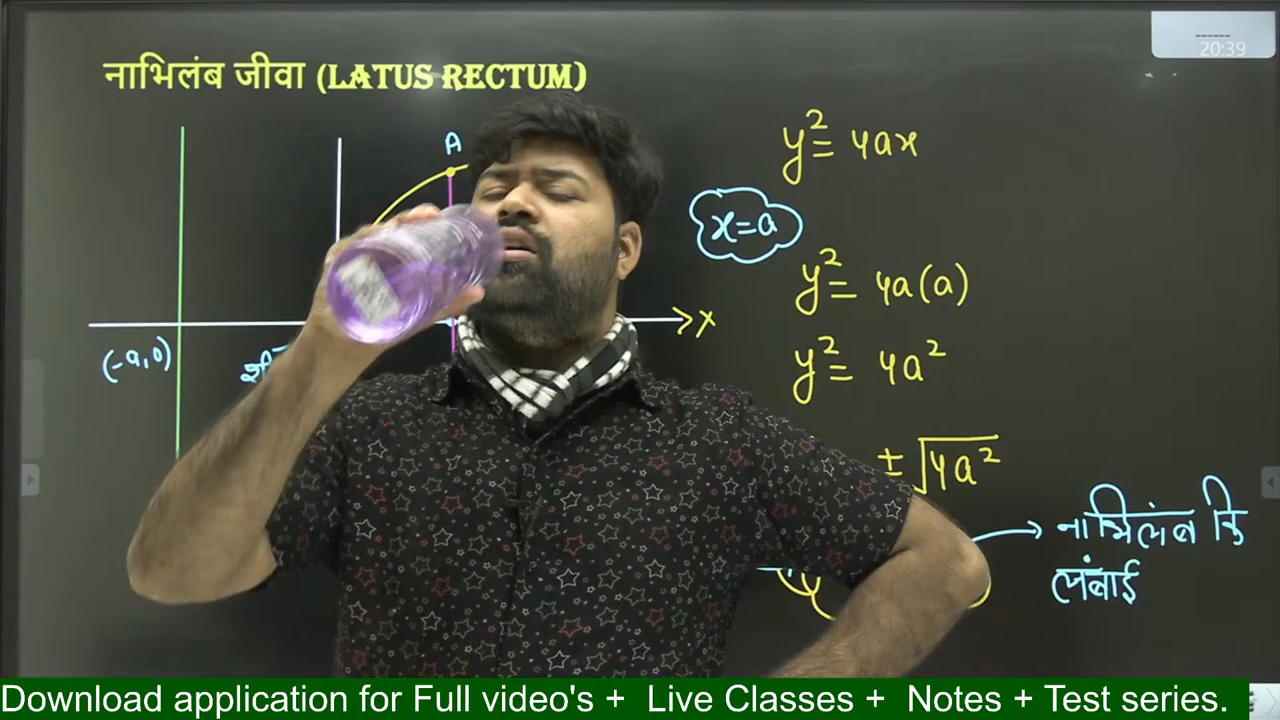 20:39
नाभिलंब जीवा (LATUS RECTUM)
A
y² = 4ax
x=a
y² = 4a(a)
X
(-a,0)
y² = 4a²
± √4a²
नाभिलंब कि
लंबाई
Download application for Full video's + Live Classes + Notes + Test series.